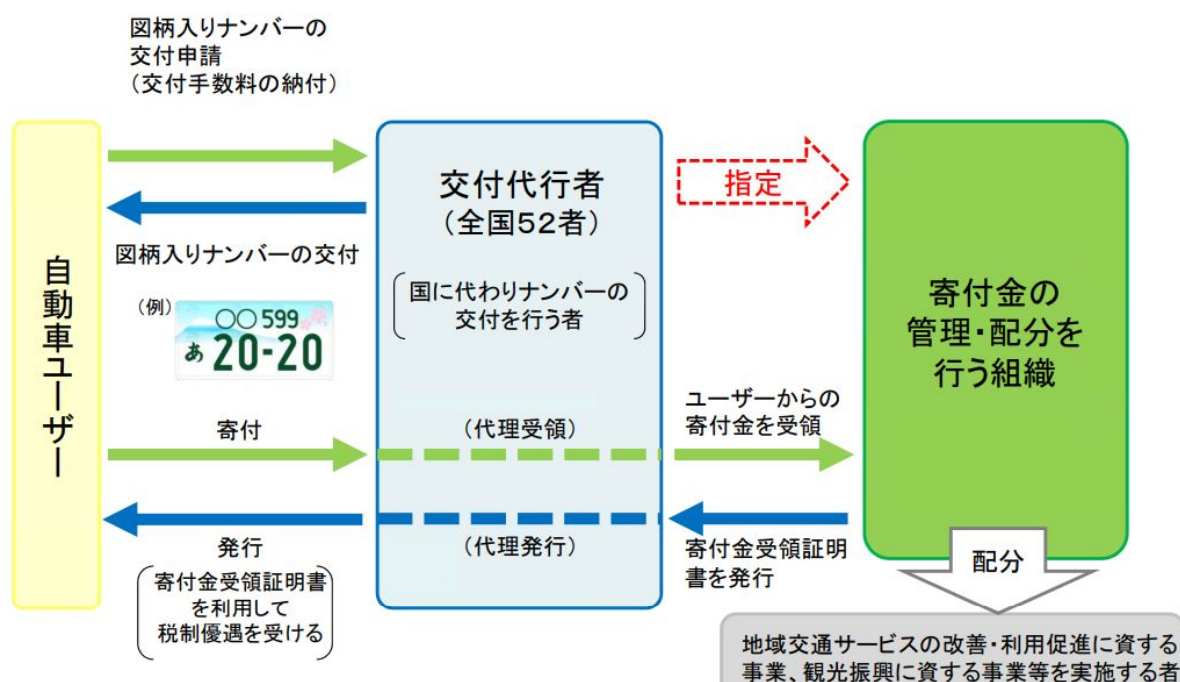 図柄入りナンバーの
交付申請
（交付手数料の納付）
自動車ユーザー
図柄入りナンバーの交付
（例）
○○ 599
あ 20-20
寄付
発行
寄付金受領証明書
を利用して
税制優遇を受ける
交付代行者
（全国５２者）
国に代わりナンバーの
交付を行う者
（代理受領）
（代理発行）
指定
ユーザーからの
寄付金を受領
寄付金受領証明
書を発行
寄付金の
管理・配分を
行う組織
配分
地域交通サービスの改善・利用促進に資する
事業、観光振興に資する事業等を実施する者